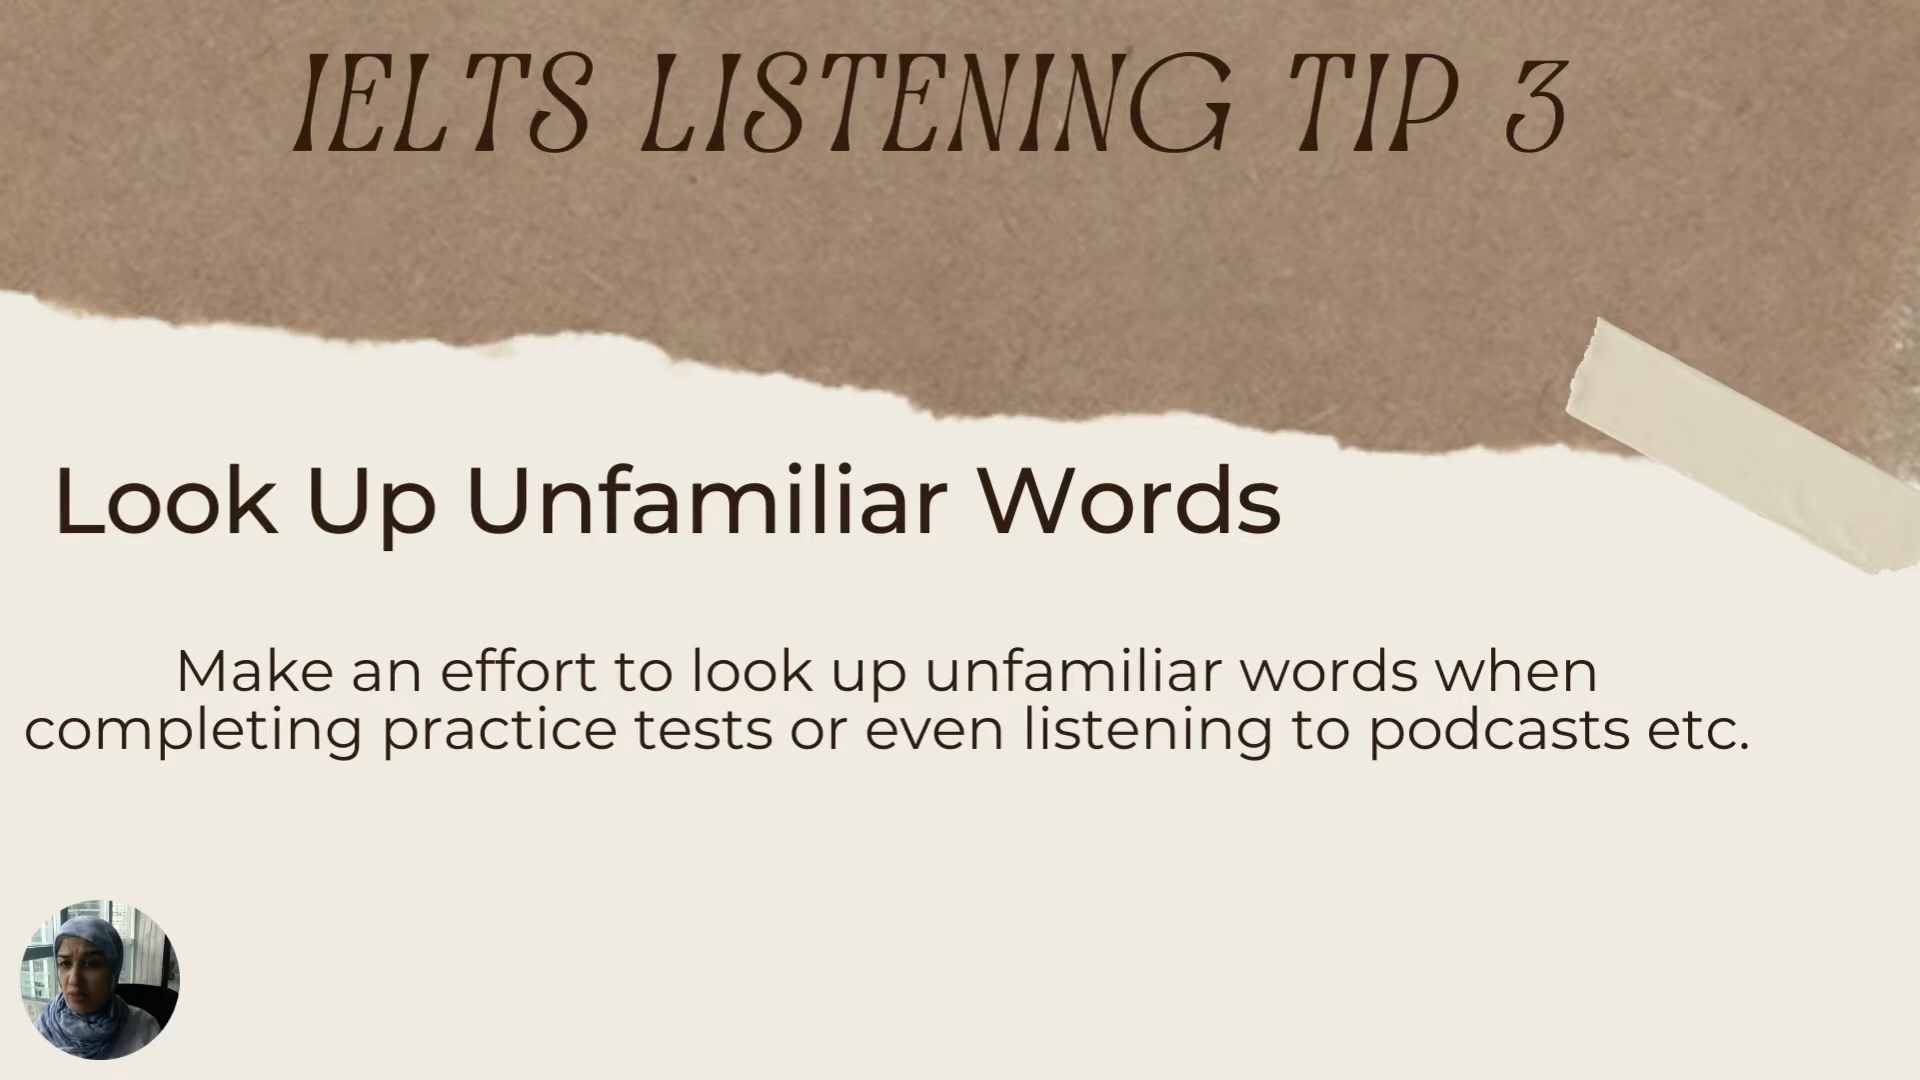 IELTS LISTENING TIP 3
Look Up Unfamiliar Words
Make an effort to look up unfamiliar words when
completing practice tests or even listening to podcasts etc.